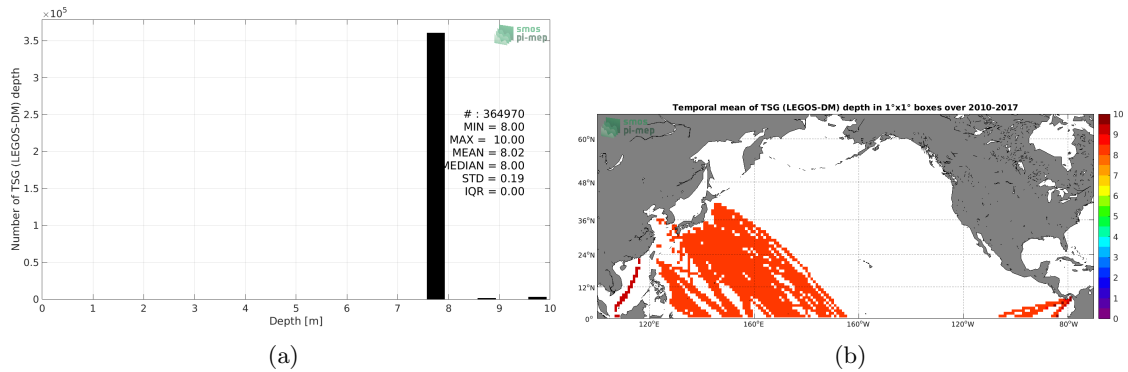 ×10⁵
smos
pi-mep
Number of TSG (LEGOS-DM) depth
3.5
3
2.5
2
1.5
1
0.5
0
# : 364970
MIN = 8.00
MAX = 10.00
MEAN = 8.02
MEDIAN = 8.00
STD = 0.19
IQR = 0.00
0 1 2 3 4 5 6 7 8 9 10
Depth [m]
(a)
Temporal mean of TSG (LEGOS-DM) depth in 1°x1° boxes over 2010-2017
smos
pi-mep
60°N
48°N
36°N
24°N
12°N
0°
120°E 160°E 160°W 120°W 80°W
10
9
8
7
6
5
4
3
2
1
0
(b)